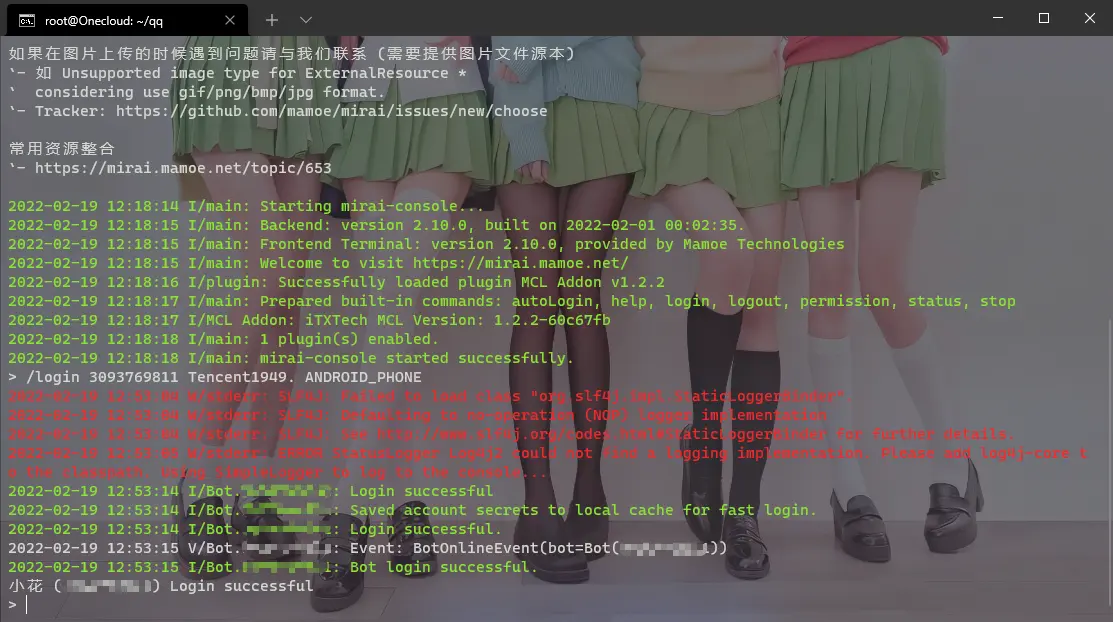 root@Onecloud: ~/qq
如果在图片上传的时候遇到问题请与我们联系 (需要提供图片文件源本)
`- 如 Unsupported image type for ExternalResource *
`  considering use gif/png/bmp/jpg format.
`- Tracker: https://github.com/mamoe/mirai/issues/new/choose
常用资源整合
`- https://mirai.mamoe.net/topic/653
2022-02-19 12:18:14 I/main: Starting mirai-console...
2022-02-19 12:18:15 I/main: Backend: version 2.10.0, built on 2022-02-01 00:02:35.
2022-02-19 12:18:15 I/main: Frontend Terminal: version 2.10.0, provided by Mamoe Technologies
2022-02-19 12:18:15 I/main: Welcome to visit https://mirai.mamoe.net/
2022-02-19 12:18:16 I/plugin: Successfully loaded plugin MCL Addon v1.2.2
2022-02-19 12:18:17 I/main: Prepared built-in commands: autoLogin, help, login, logout, permission, status, stop
2022-02-19 12:18:17 I/MCL Addon: iTXTech MCL Version: 1.2.2-60c67fb
2022-02-19 12:18:18 I/main: 1 plugin(s) enabled.
2022-02-19 12:18:18 I/main: mirai-console started successfully.
> /login 3093769811 Tencent1949. ANDROID_PHONE
2022-02-19 12:53:04 W/stderr: SLF4J: Failed to load class "org.slf4j.impl.StaticLoggerBinder".
2022-02-19 12:53:04 W/stderr: SLF4J: Defaulting to no-operation (NOP) logger implementation
2022-02-19 12:53:04 W/stderr: SLF4J: See http://www.slf4j.org/codes.html#StaticLoggerBinder for further details.
2022-02-19 12:53:05 W/stderr: ERROR StatusLogger Log4j2 could not find a logging implementation. Please add log4j-core t
o the classpath. Using SimpleLogger to log to the console...
2022-02-19 12:53:14 I/Bot.: Login successful
2022-02-19 12:53:14 I/Bot.: Saved account secrets to local cache for fast login.
2022-02-19 12:53:14 I/Bot.: Login successful.
2022-02-19 12:53:15 V/Bot.: Event: BotOnlineEvent(bot=Bot())
2022-02-19 12:53:15 I/Bot.: Bot login successful.
小花 () Login successful
>